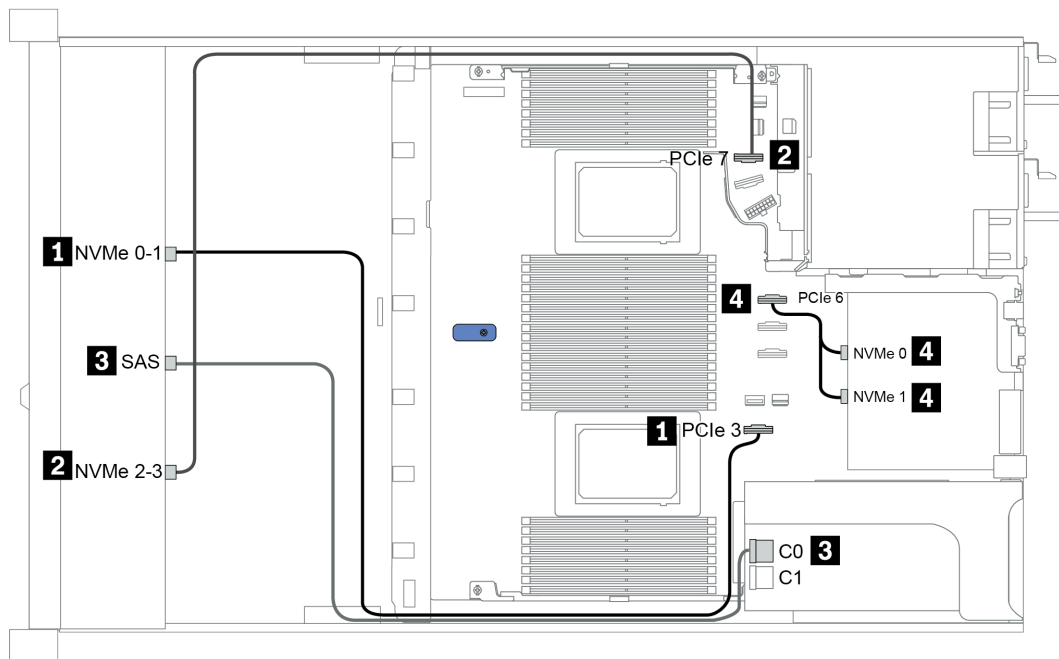 PCIe 7 2
1 NVMe 0-1
4 PCIe 6
3 SAS
NVMe 0 4
NVMe 1 4
1 PCIe 3
2 NVMe 2-3
C0 3
C1